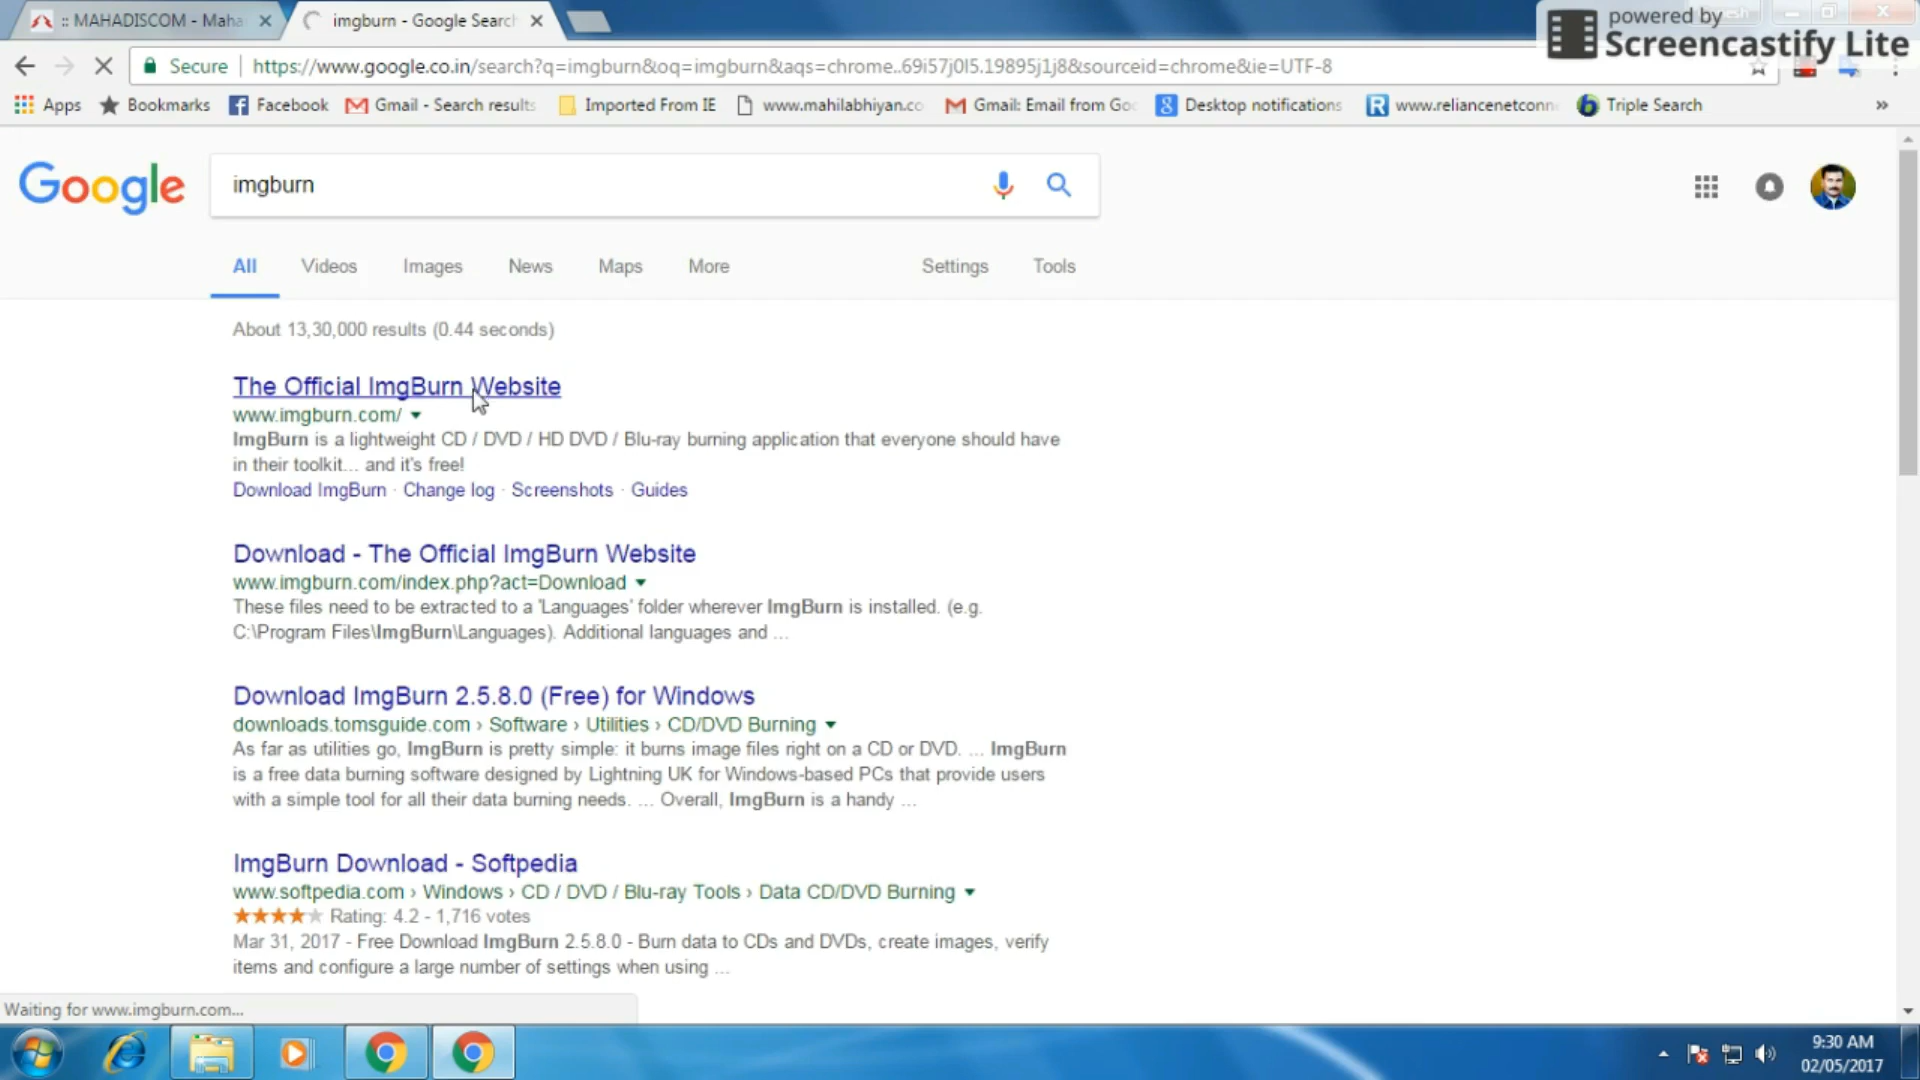 :: MAHADISCOM - Maha
imgburn - Google Search
powered by
Screencastify Lite
Secure
https://www.google.co.in/search?q=imgburn&oq=imgburn&aqs=chrome..69i57j0l5.19895j1j8&sourceid=chrome&ie=UTF-8
Apps
Bookmarks
Facebook
Gmail - Search results
Imported From IE
www.mahilabhiyan.co
Gmail: Email from Goo
Desktop notifications
www.reliancenetconn
Triple Search
»
Google
imgburn
All
Videos
Images
News
Maps
More
Settings
Tools
About 13,30,000 results (0.44 seconds)
The Official ImgBurn Website
www.imgburn.com/
ImgBurn is a lightweight CD / DVD / HD DVD / Blu-ray burning application that everyone should have
in their toolkit... and it's free!
Download ImgBurn · Change log · Screenshots · Guides
Download - The Official ImgBurn Website
www.imgburn.com/index.php?act=Download
These files need to be extracted to a 'Languages' folder wherever ImgBurn is installed. (e.g.
C:\Program Files\ImgBurn\Languages). Additional languages and ...
Download ImgBurn 2.5.8.0 (Free) for Windows
downloads.tomsguide.com › Software › Utilities › CD/DVD Burning
As far as utilities go, ImgBurn is pretty simple: it burns image files right on a CD or DVD. ... ImgBurn
is a free data burning software designed by Lightning UK for Windows-based PCs that provide users
with a simple tool for all their data burning needs. ... Overall, ImgBurn is a handy ...
ImgBurn Download - Softpedia
www.softpedia.com › Windows › CD / DVD / Blu-ray Tools › Data CD/DVD Burning
Rating: 4.2 - 1,716 votes
Mar 31, 2017 - Free Download ImgBurn 2.5.8.0 - Burn data to CDs and DVDs, create images, verify
items and configure a large number of settings when using ...
Waiting for www.imgburn.com...
9:30 AM
02/05/2017